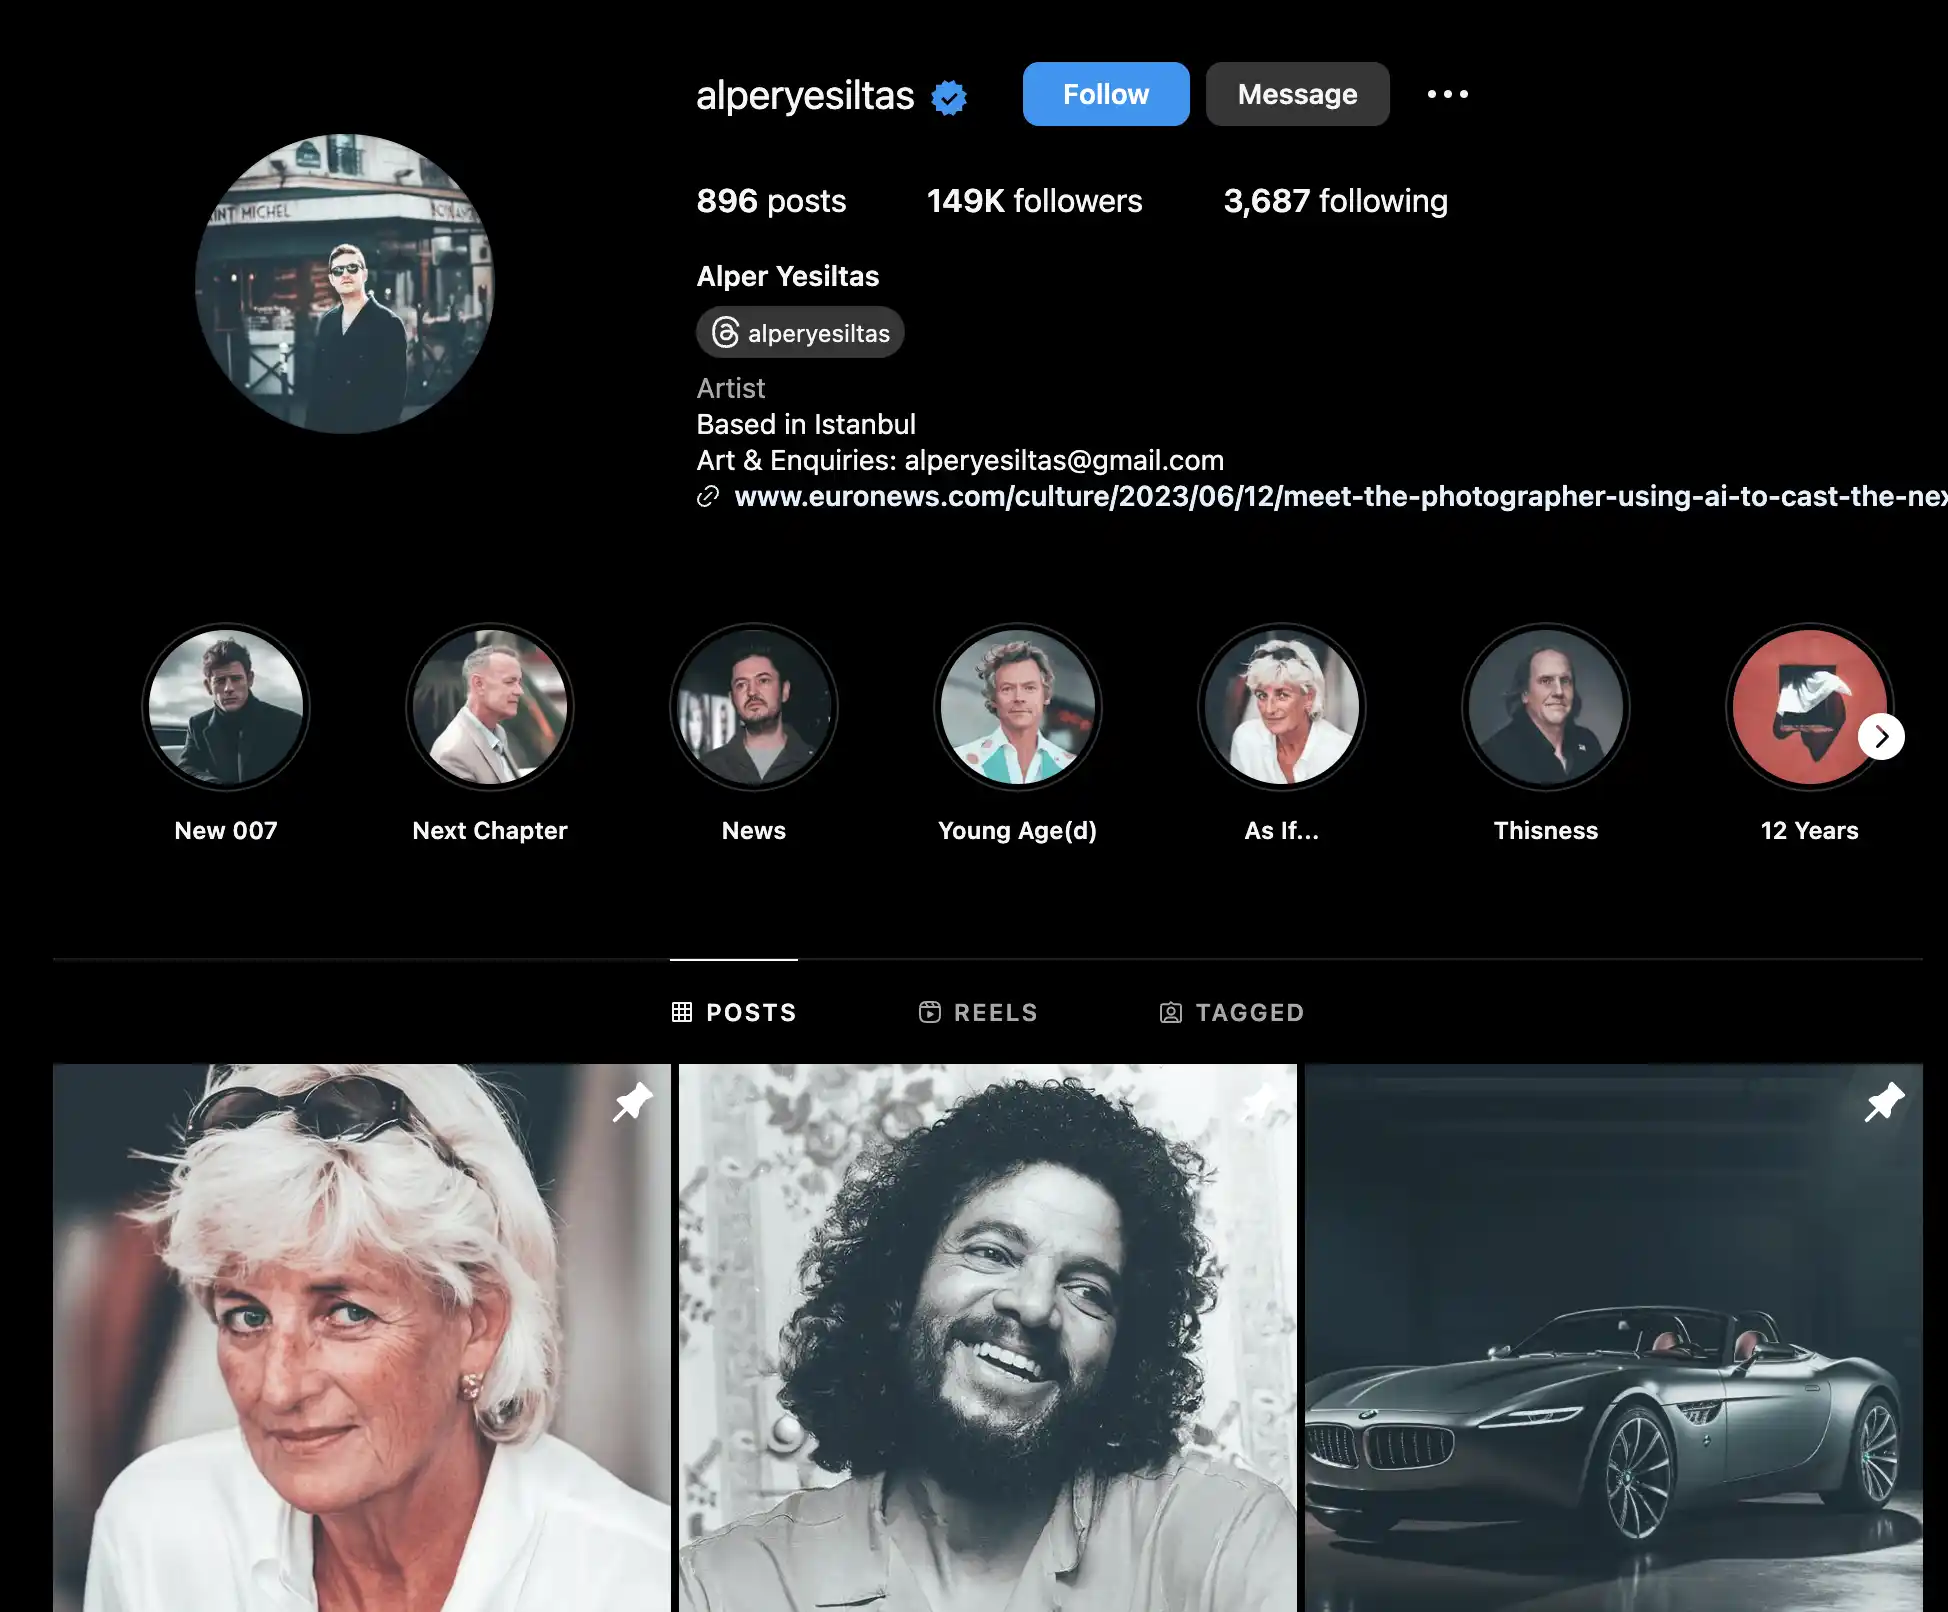 alperyesiltas
Follow
Message
896 posts
149K followers
3,687 following
Alper Yesiltas
alperyesiltas
Artist
Based in Istanbul
Art & Enquiries: alperyesiltas@gmail.com
www.euronews.com/culture/2023/06/12/meet-the-photographer-using-ai-to-cast-the-nex
INT MICHEL
New 007
Next Chapter
News
Young Age(d)
As If...
Thisness
12 Years
POSTS
REELS
TAGGED